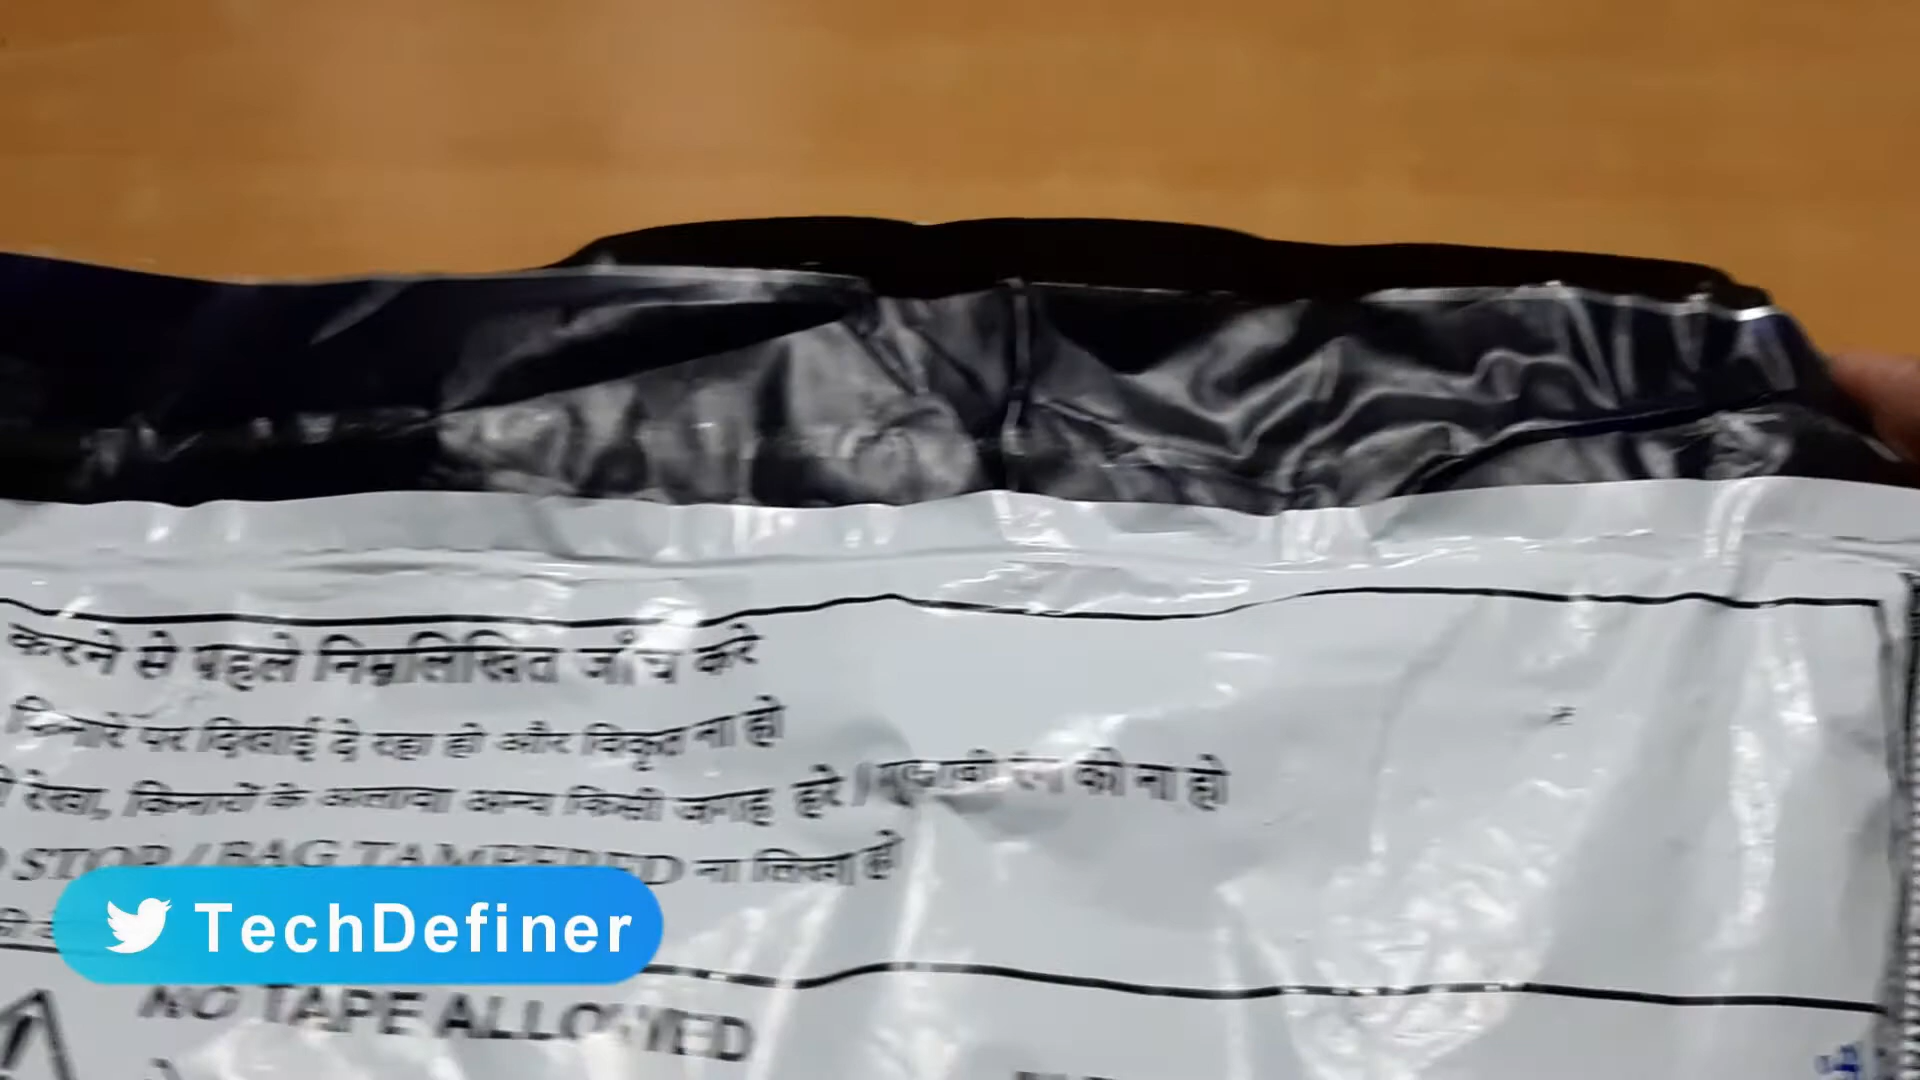 करने से पहले निम्नलिखित जाँच करे
किनारे पर दिखाई दे रहा हो और विकृत ना हो
रेखा, किनारों के अलावा अन्य किसी जगह हरे / गुलाबी रंग की ना हो
STOP / BAG TAMPERED ना लिखा हो
TechDefiner
NO TAPE ALLOWED